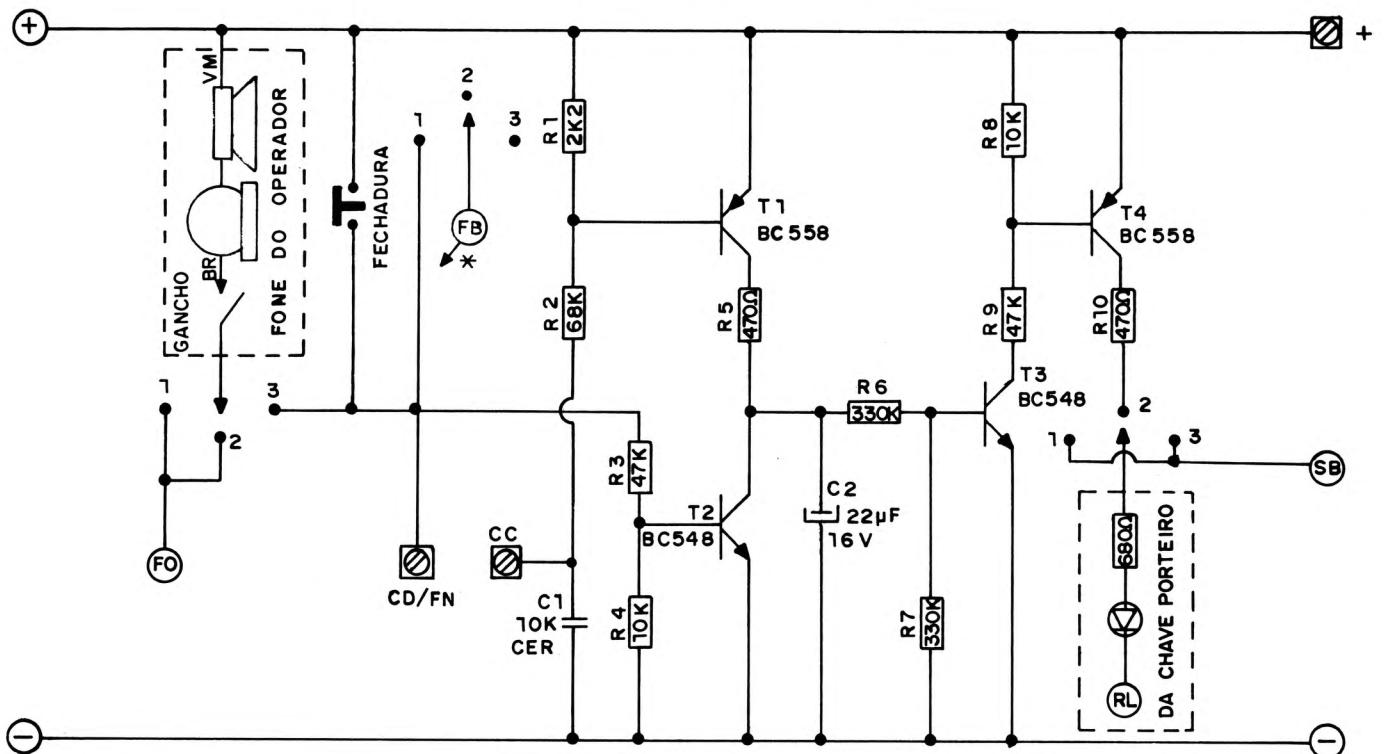 +
+
VM
BR
GANCHO
FONE DO OPERADOR
1
2
3
FO
FECHADURA
1
2
3
FB
*
CD/FN
CC
R1
2K2
R2
68K
C1
10K
CER
R3
47K
R4
10K
T1
BC558
R5
470Ω
T2
BC548
C2
22µF
16V
R6
330K
R7
330K
R8
10K
R9
47K
T3
BC548
T4
BC558
R10
470Ω
1
2
3
SB
680Ω
RL
DA CHAVE PORTEIRO
−
−